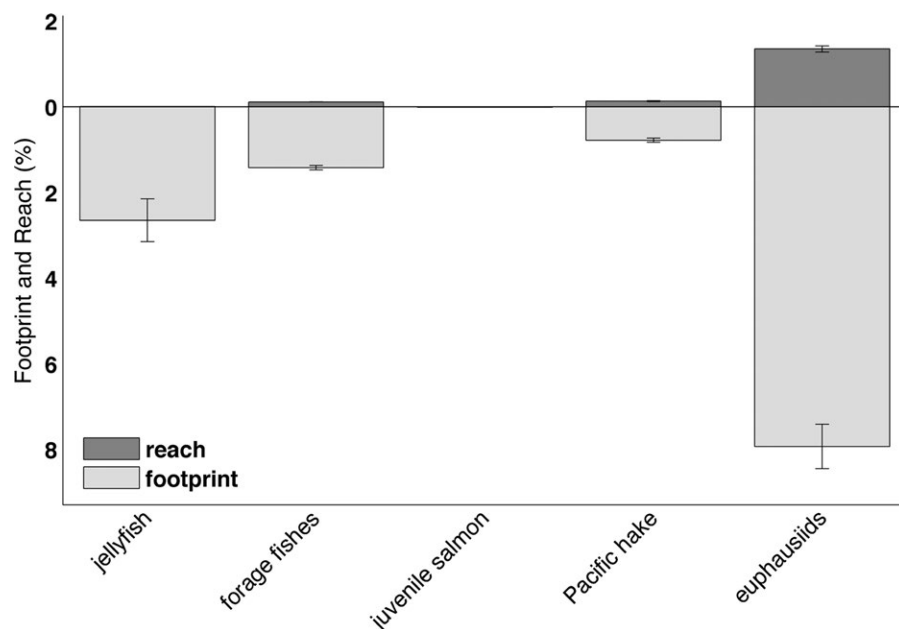 2
0
2
4
6
8
Footprint and Reach (%)
reach
footprint
jellyfish
forage fishes
juvenile salmon
Pacific hake
euphausiids